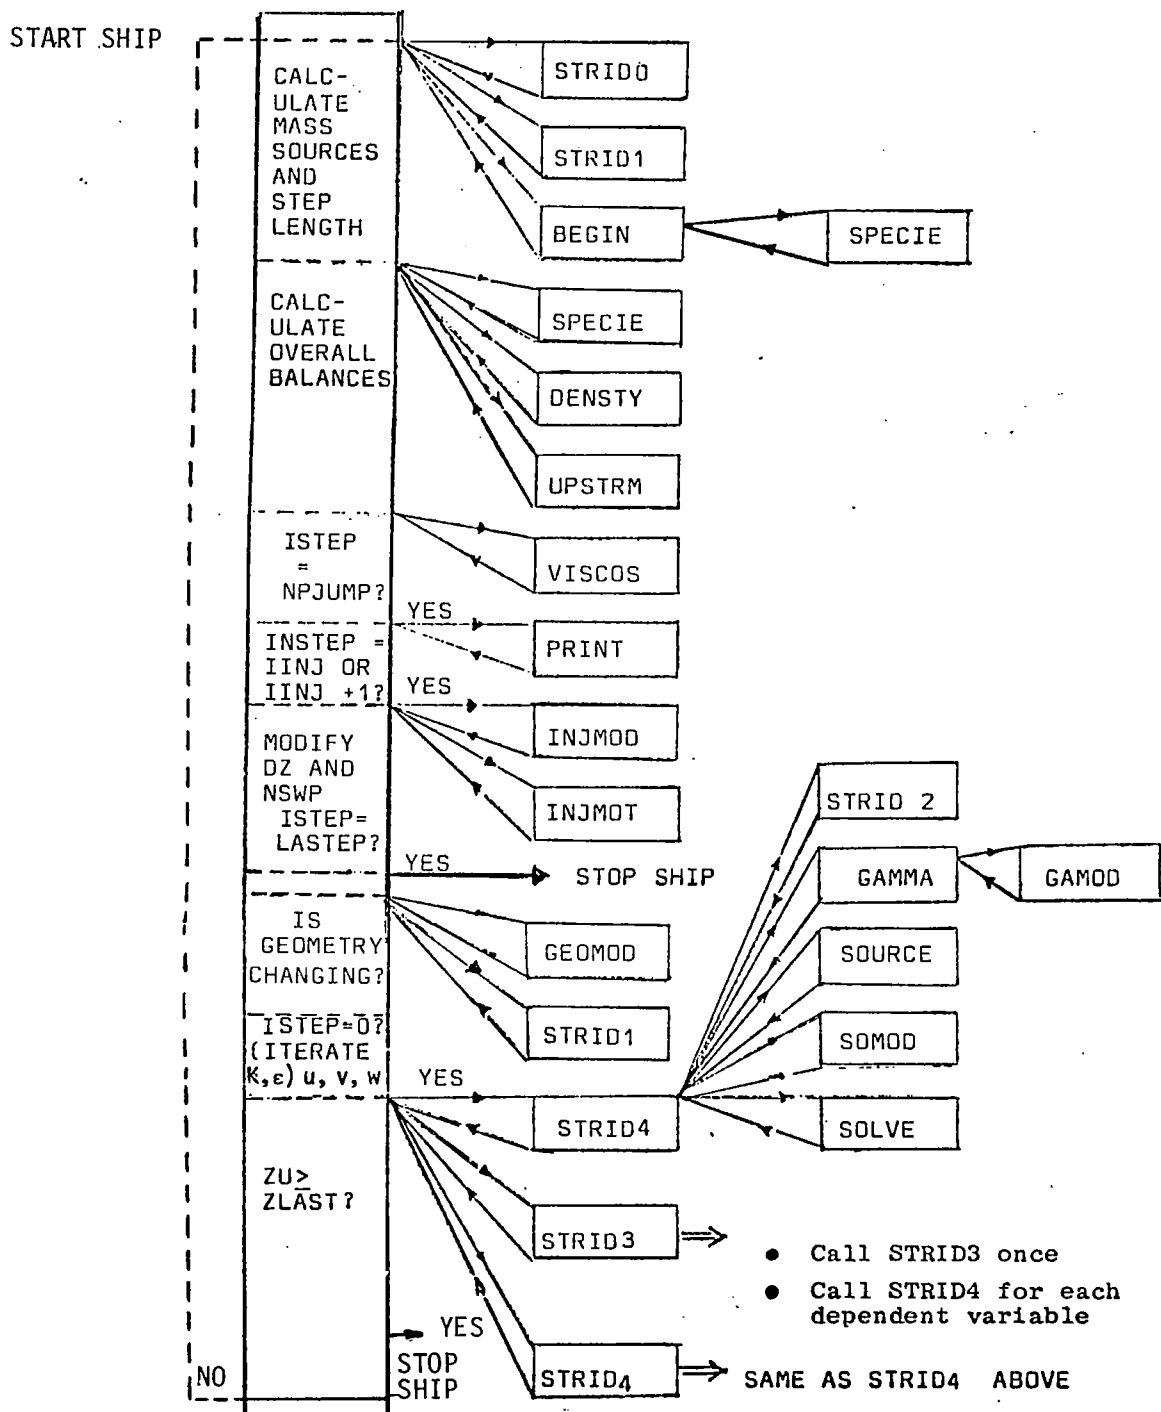 START SHIP
CALC-
ULATE
MASS
SOURCES
AND
STEP
LENGTH
STRID0
STRID1
BEGIN
SPECIE
CALC-
ULATE
OVERALL
BALANCES
SPECIE
DENSTY
UPSTRM
ISTEP
=
NPJUMP?
VISCOS
YES
PRINT
INSTEP =
IINJ OR
IINJ +1?
YES
INJMOD
MODIFY
DZ AND
NSWP
ISTEP=
LASTEP?
INJMOT
YES
STOP SHIP
STRID 2
GAMMA
GAMOD
IS
GEOMETRY
CHANGING?
GEOMOD
SOURCE
STRID1
SOMOD
ISTEP=0?
(ITERATE
K,ε) u, v, w
YES
STRID4
SOLVE
ZU≥
ZLAST?
STRID3
• Call STRID3 once
• Call STRID4 for each
dependent variable
YES
STOP
SHIP
NO
STRID4
SAME AS STRID4 ABOVE